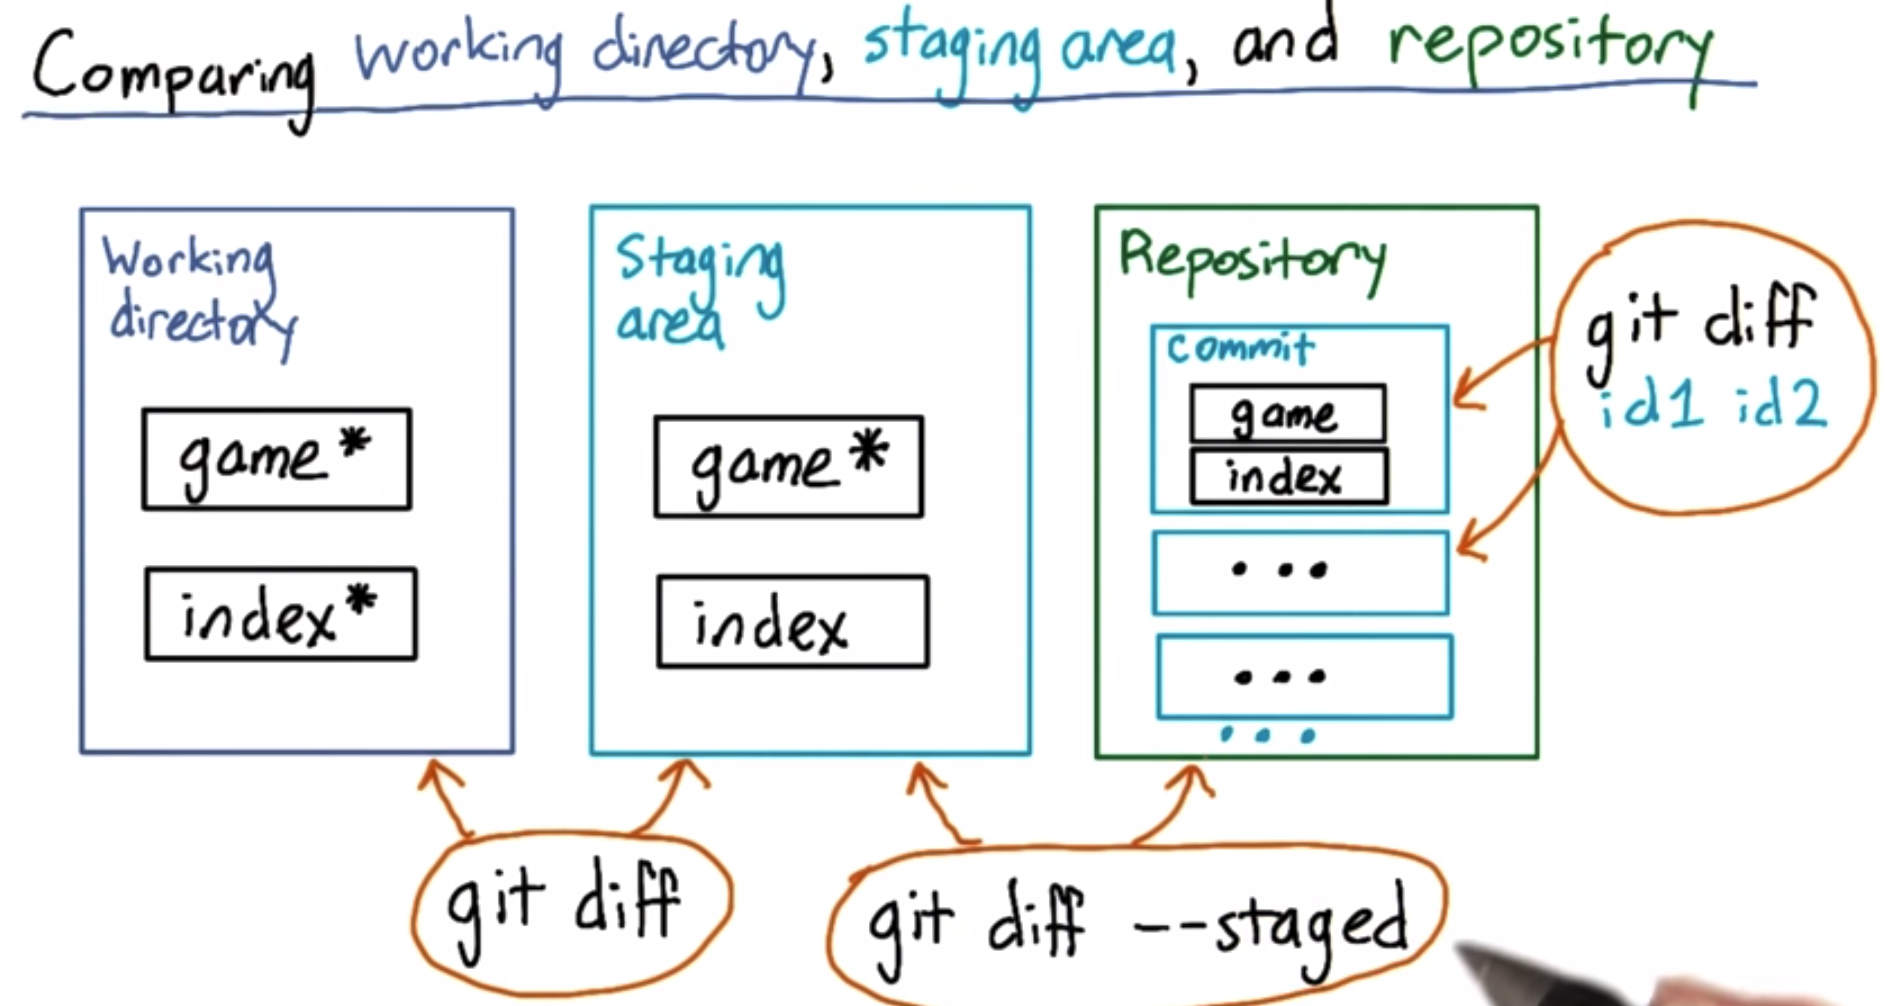 Comparing working directory, staging area, and repository
Working
directory
game*
index*
Staging
area
game*
index
Repository
commit
game
index
...
...
...
git diff
id1 id2
git diff
git diff --staged